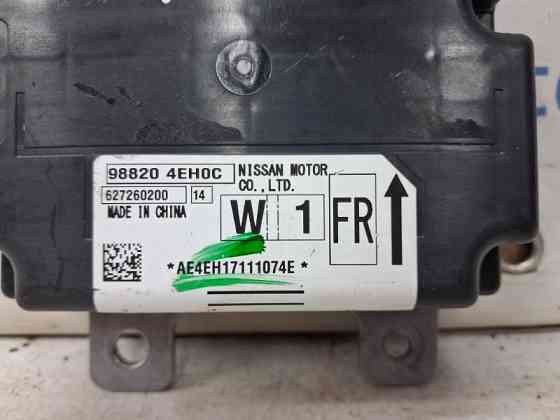 98820 4EH0C
NISSAN MOTOR
CO.,LTD.
627260200 14
MADE IN CHINA
W 1 FR
*AE4EH17111074E*